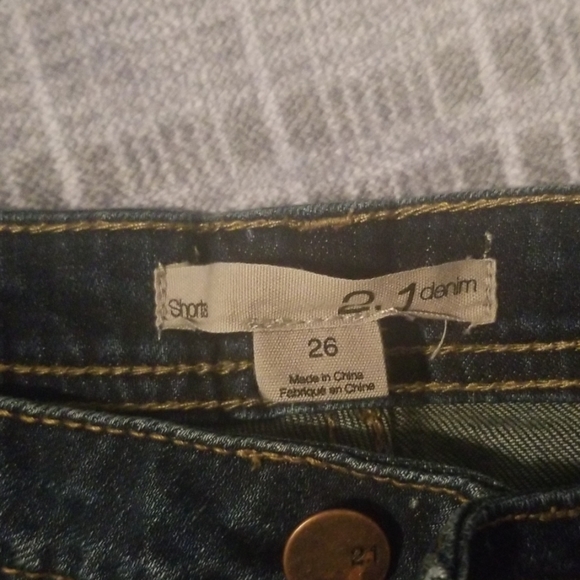 Shorts
2.1 denim
26
Made in China
Fabriqué en Chine
2.1